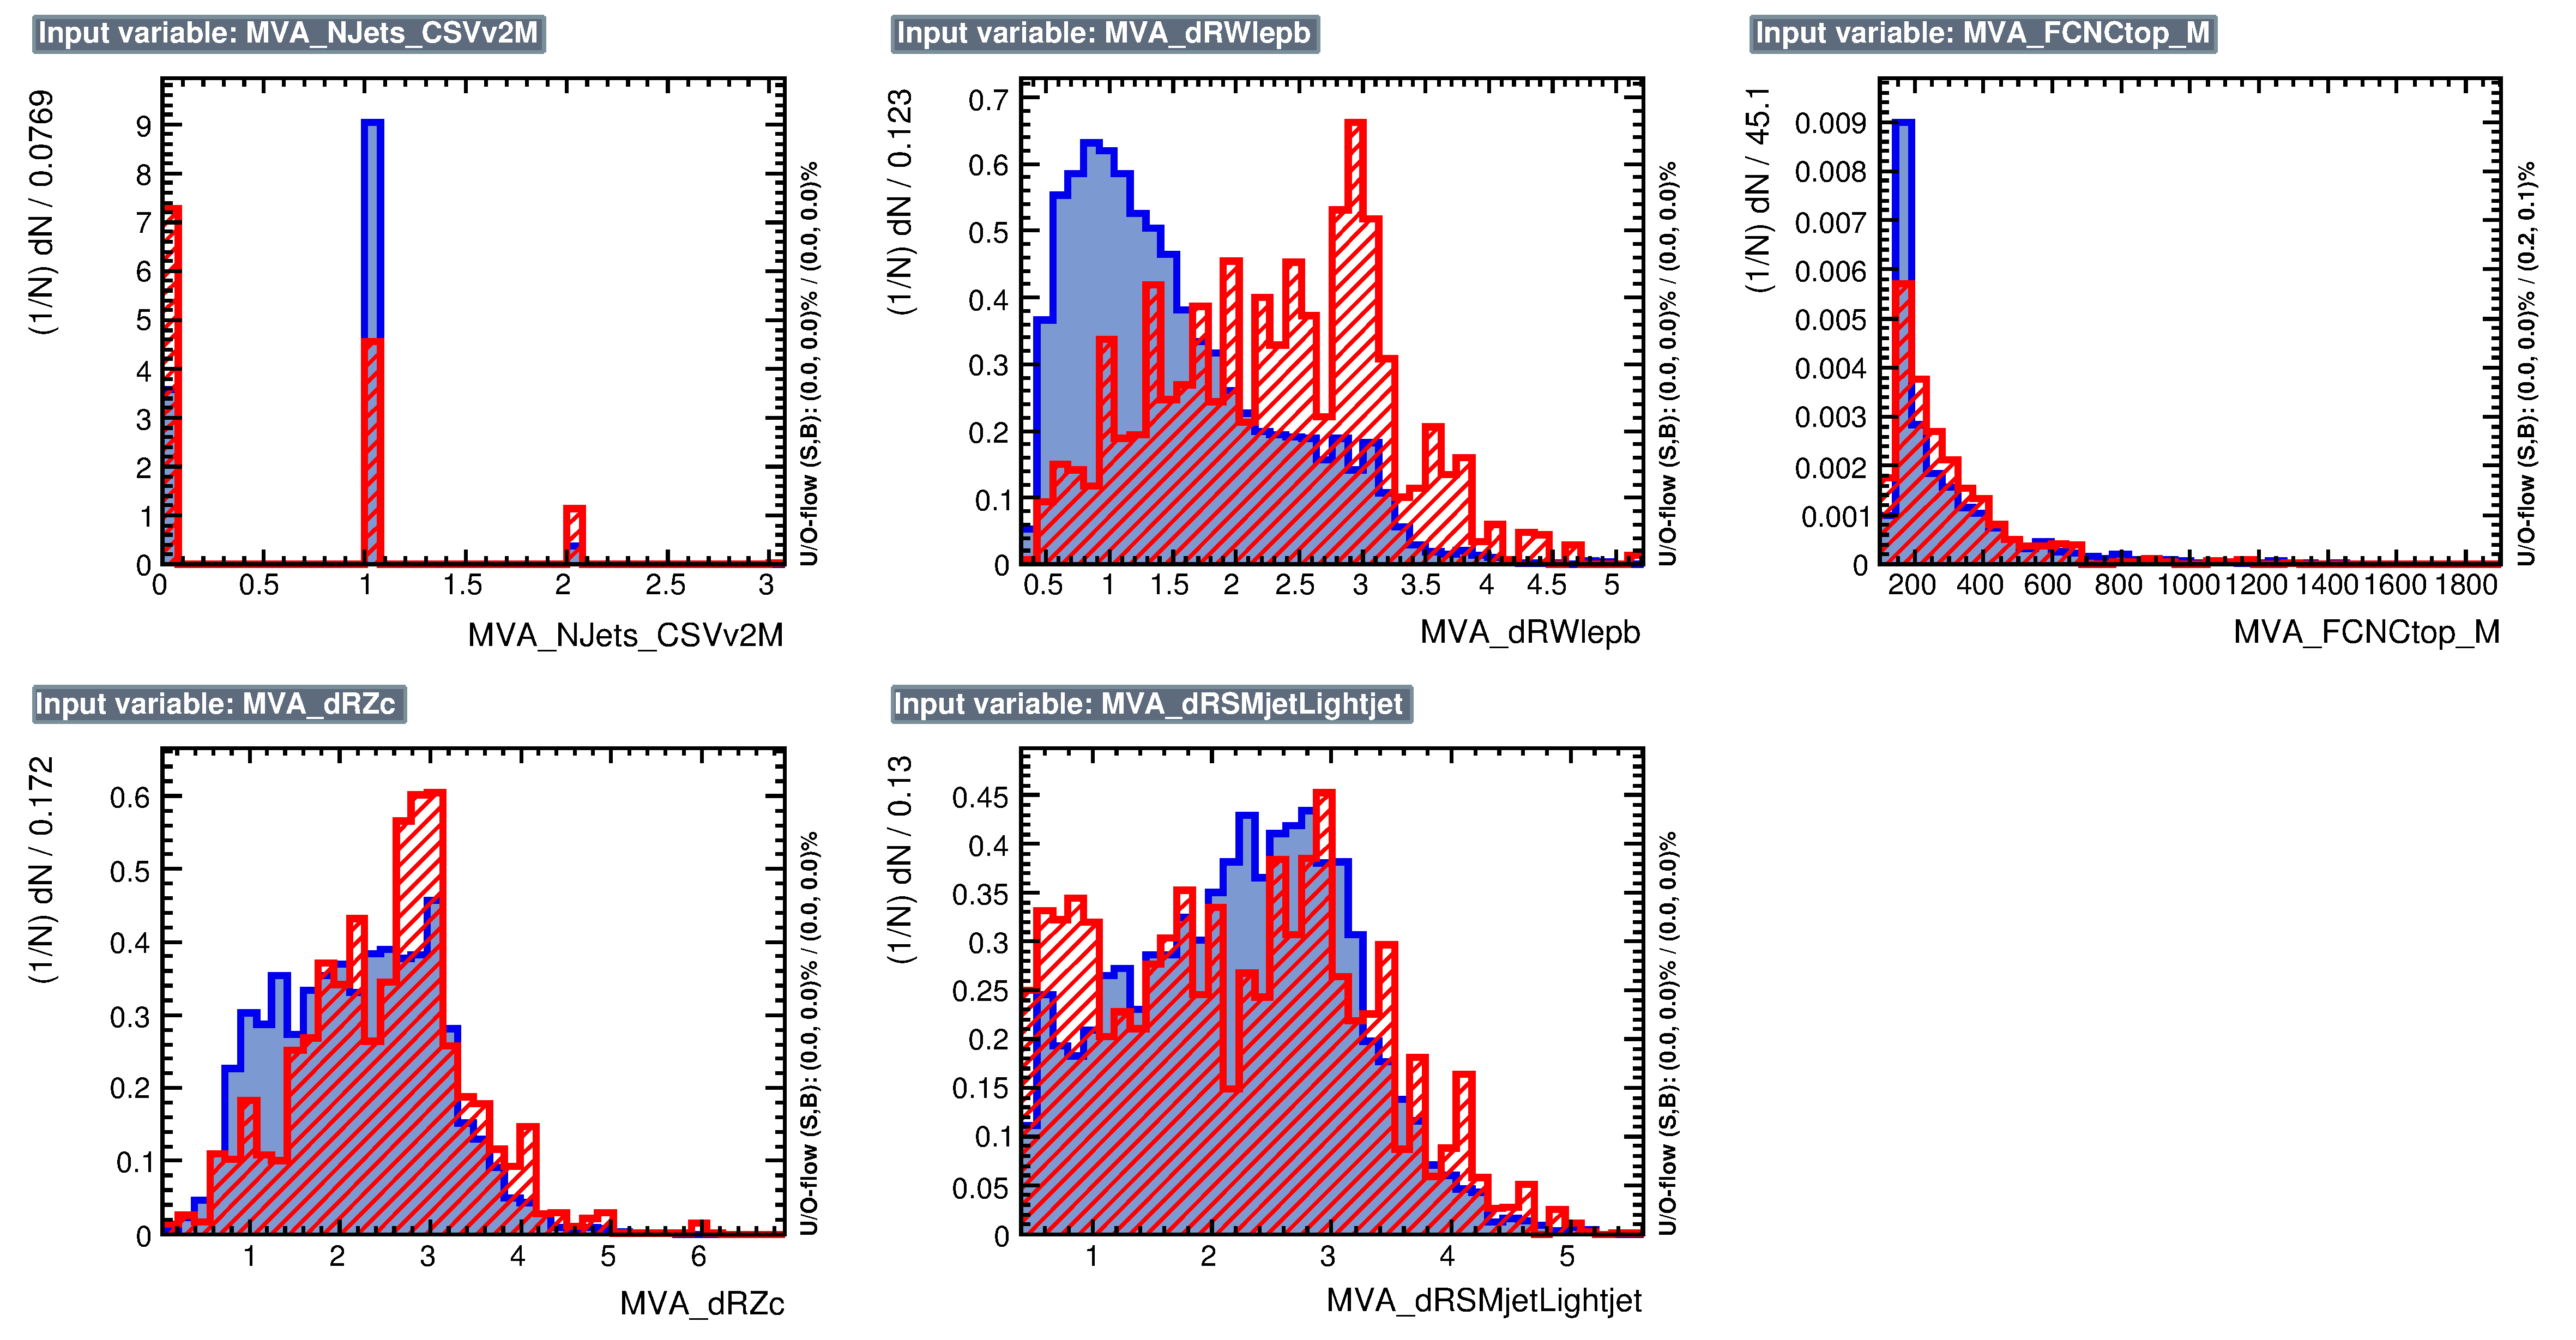 Input variable: MVA_NJets_CSVv2M
(1/N) dN / 0.0769
9
8
7
6
5
4
3
2
1
0
0 0.5 1 1.5 2 2.5 3
MVA_NJets_CSVv2M
U/O-flow (S,B): (0.0, 0.0)% / (0.0, 0.0)%
Input variable: MVA_dRWlepb
(1/N) dN / 0.123
0.7
0.6
0.5
0.4
0.3
0.2
0.1
0
0.5 1 1.5 2 2.5 3 3.5 4 4.5 5
MVA_dRWlepb
U/O-flow (S,B): (0.0, 0.0)% / (0.0, 0.0)%
Input variable: MVA_FCNCtop_M
(1/N) dN / 45.1
0.009
0.008
0.007
0.006
0.005
0.004
0.003
0.002
0.001
0
200 400 600 800 1000 1200 1400 1600 1800
MVA_FCNCtop_M
U/O-flow (S,B): (0.0, 0.0)% / (0.2, 0.1)%
Input variable: MVA_dRZc
(1/N) dN / 0.172
0.6
0.5
0.4
0.3
0.2
0.1
0
1 2 3 4 5 6
MVA_dRZc
U/O-flow (S,B): (0.0, 0.0)% / (0.0, 0.0)%
Input variable: MVA_dRSMjetLightjet
(1/N) dN / 0.13
0.45
0.4
0.35
0.3
0.25
0.2
0.15
0.1
0.05
0
1 2 3 4 5
MVA_dRSMjetLightjet
U/O-flow (S,B): (0.0, 0.0)% / (0.0, 0.0)%